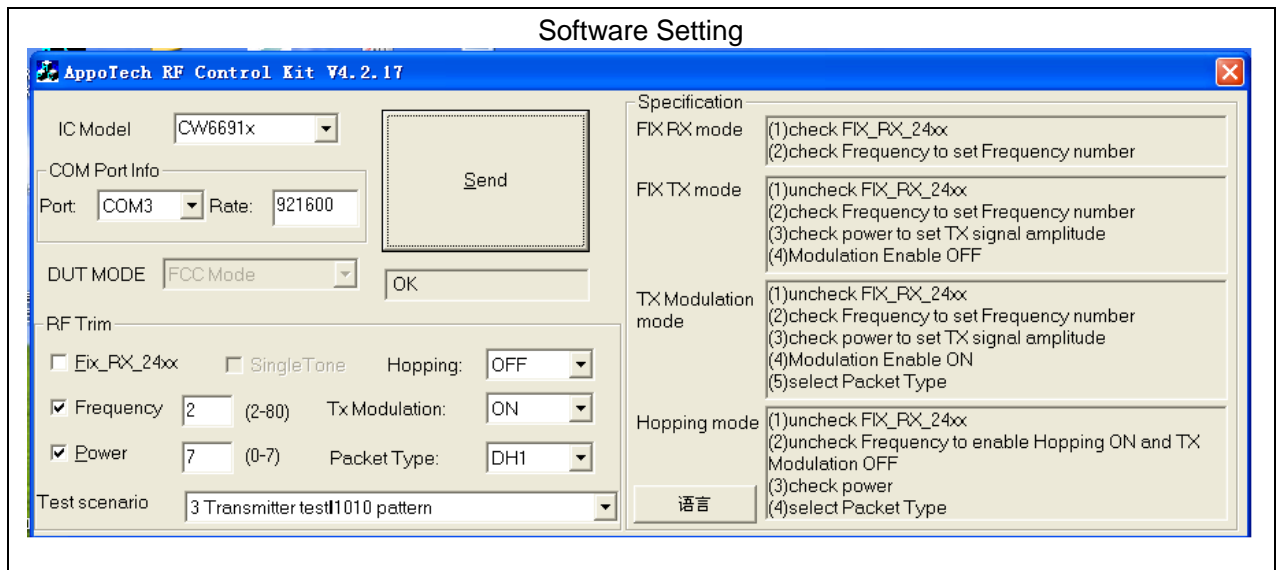 Software Setting
AppoTech RF Control Kit V4.2.17
IC Model CW6691x
COM Port Info
Port: COM3 Rate: 921600
Send
DUT MODE FCC Mode
OK
RF Trim
Fix_RX_24xx SingleTone Hopping: OFF
Frequency 2 (2-80) Tx Modulation: ON
Power 7 (0-7) Packet Type: DH1
Test scenario 3 Transmitter test 1010 pattern
Specification
FIX RX mode (1)check FIX_RX_24xx
(2)check Frequency to set Frequency number
FIX TX mode (1)uncheck FIX_RX_24xx
(2)check Frequency to set Frequency number
(3)check power to set TX signal amplitude
(4)Modulation Enable OFF
TX Modulation mode (1)uncheck FIX_RX_24xx
(2)check Frequency to set Frequency number
(3)check power to set TX signal amplitude
(4)Modulation Enable ON
(5)select Packet Type
Hopping mode (1)uncheck FIX_RX_24xx
(2)uncheck Frequency to enable Hopping ON and TX
Modulation OFF
(3)check power
(4)select Packet Type
语言